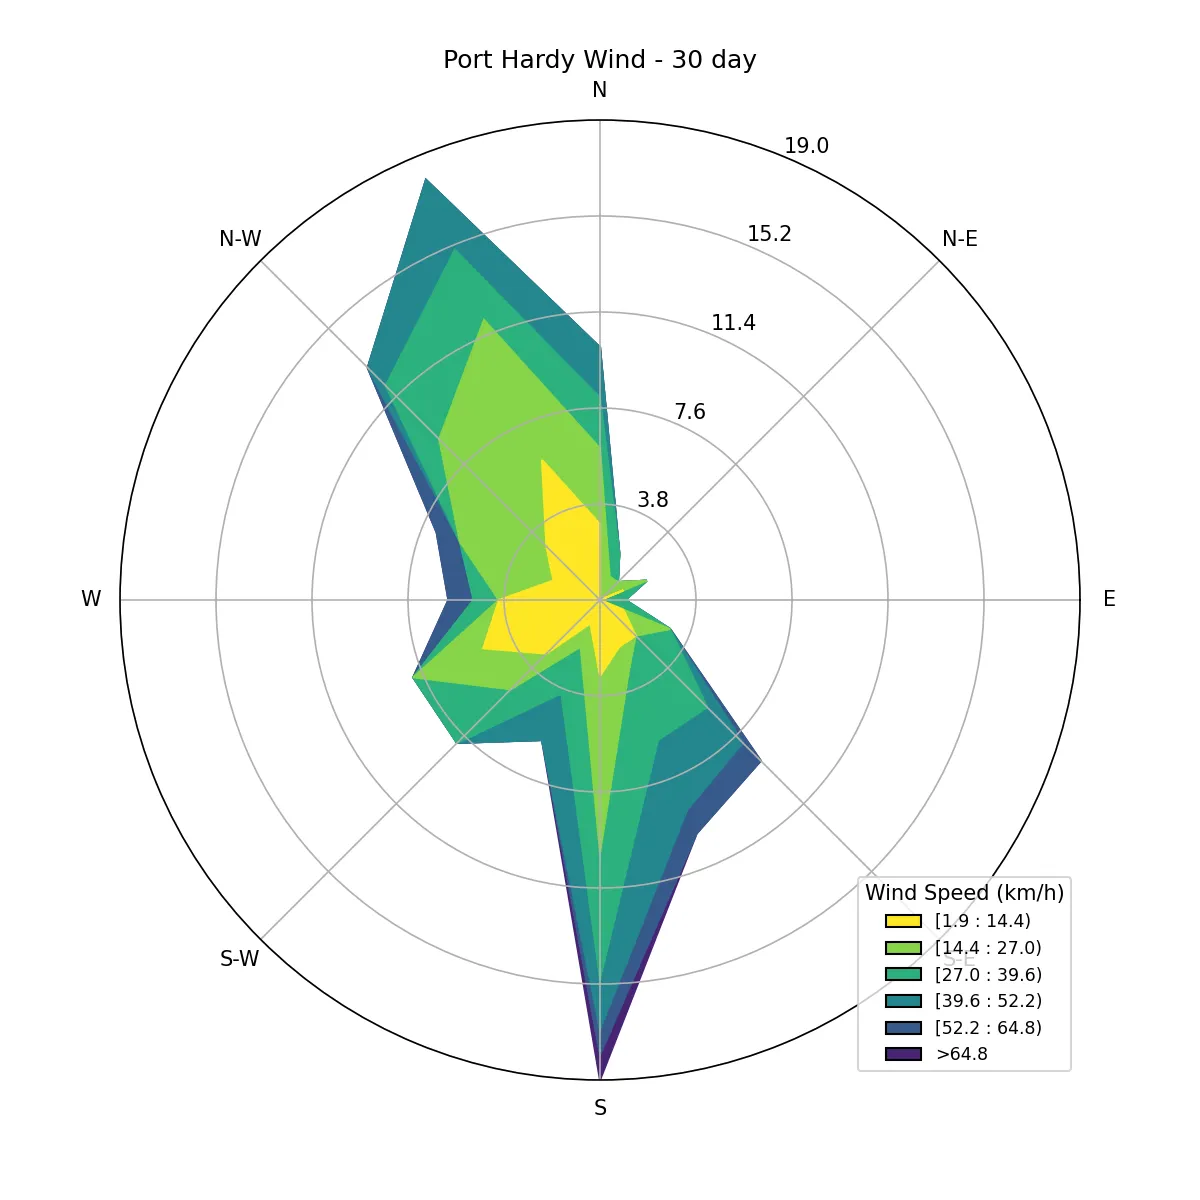 Port Hardy Wind - 30 day
N
19.0
15.2
N-W
N-E
11.4
7.6
3.8
W
E
Wind Speed (km/h)
[1.9 : 14.4)
[14.4 : 27.0)
S-W
S-E
[27.0 : 39.6)
[39.6 : 52.2)
[52.2 : 64.8)
>64.8
S